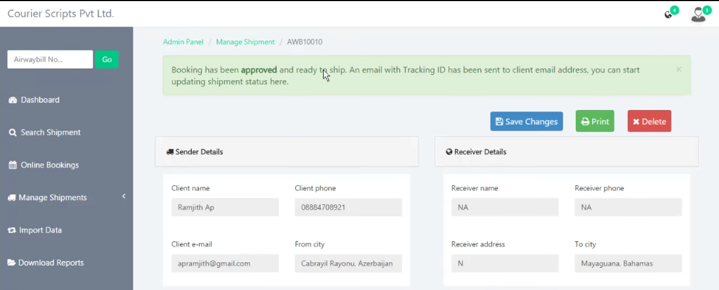 Courier Scripts Pvt Ltd.
Admin Panel / Manage Shipment / AWB10010
Airwaybill No...
Go
Booking has been approved and ready to ship. An email with Tracking ID has been sent to client email address, you can start
updating shipment status here.
×
Dashboard
Search Shipment
Online Bookings
Manage Shipments
Import Data
Download Reports
Save Changes
Print
Delete
Sender Details
Client name
Client phone
Ramjith Ap
08884708921
Client e-mail
From city
apramjith@gmail.com
Cabrayil Rayonu, Azerbaijan
Receiver Details
Receiver name
Receiver phone
NA
NA
Receiver address
To city
N
Mayaguana, Bahamas